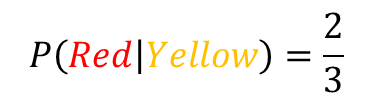 P(Red|Yellow) = 2/3